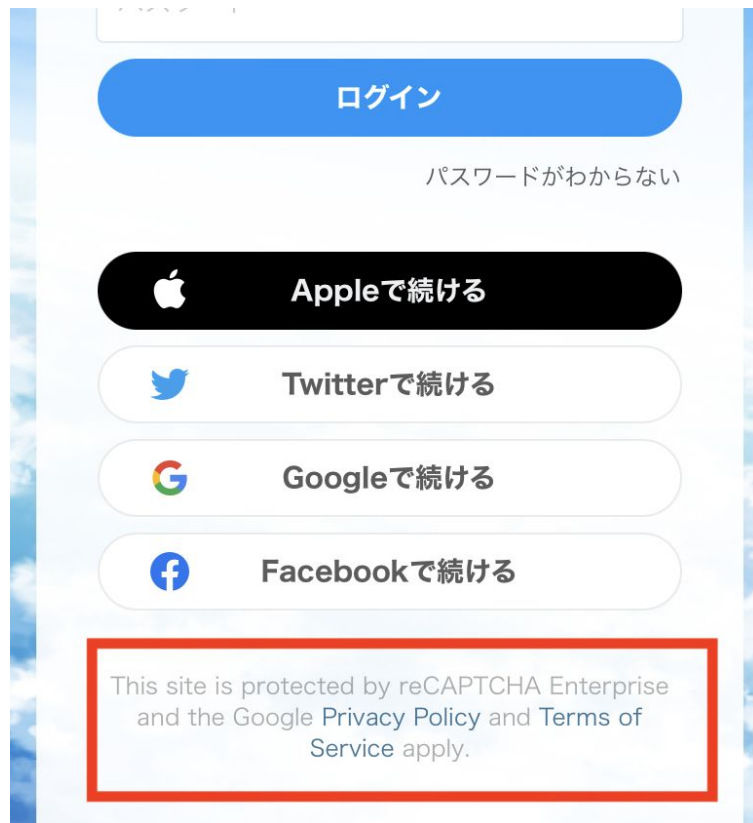 ログイン
パスワードがわからない
Appleで続ける
Twitterで続ける
Googleで続ける
Facebookで続ける
This site is protected by reCAPTCHA Enterprise
and the Google Privacy Policy and Terms of
Service apply.